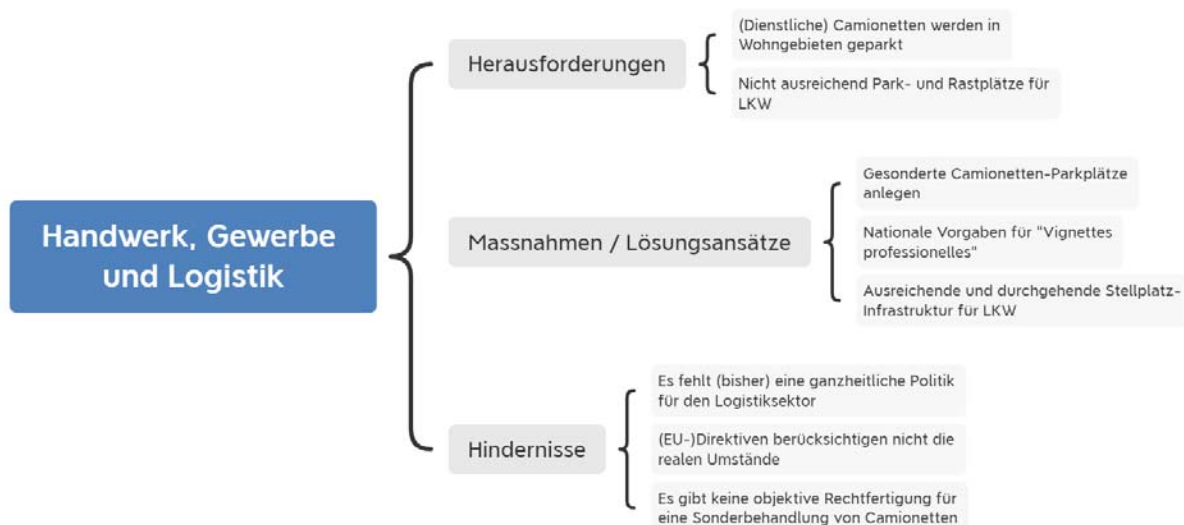 Handwerk, Gewerbe
und Logistik
Herausforderungen
(Dienstliche) Camionetten werden in
Wohngebieten geparkt
Nicht ausreichend Park- und Rastplätze für
LKW
Massnahmen / Lösungsansätze
Gesonderte Camionetten-Parkplätze
anlegen
Nationale Vorgaben für "Vignettes
professionelles"
Ausreichende und durchgehende Stellplatz-
Infrastruktur für LKW
Hindernisse
Es fehlt (bisher) eine ganzheitliche Politik
für den Logistiksektor
(EU-)Direktiven berücksichtigen nicht die
realen Umstände
Es gibt keine objektive Rechtfertigung für
eine Sonderbehandlung von Camionetten